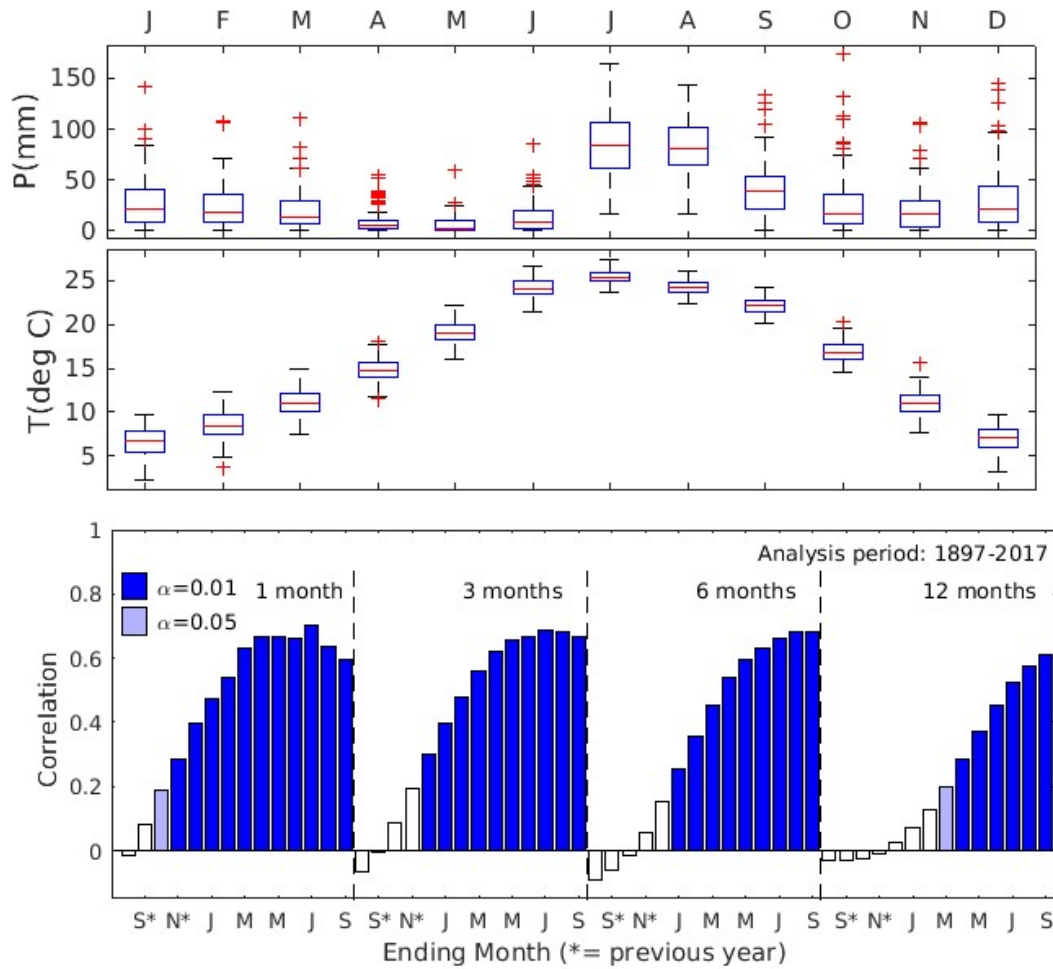 J F M A M J J A S O N D
150
100
50
0
P(mm)
25
20
15
10
5
T(deg C)
1
0.8
0.6
0.4
0.2
0
Correlation
Analysis period: 1897-2017
α=0.01
α=0.05
1 month
3 months
6 months
12 months
S* N* J M M J S S* N* J M M J S S* N* J M M J S S* N* J M M J S
Ending Month (*= previous year)